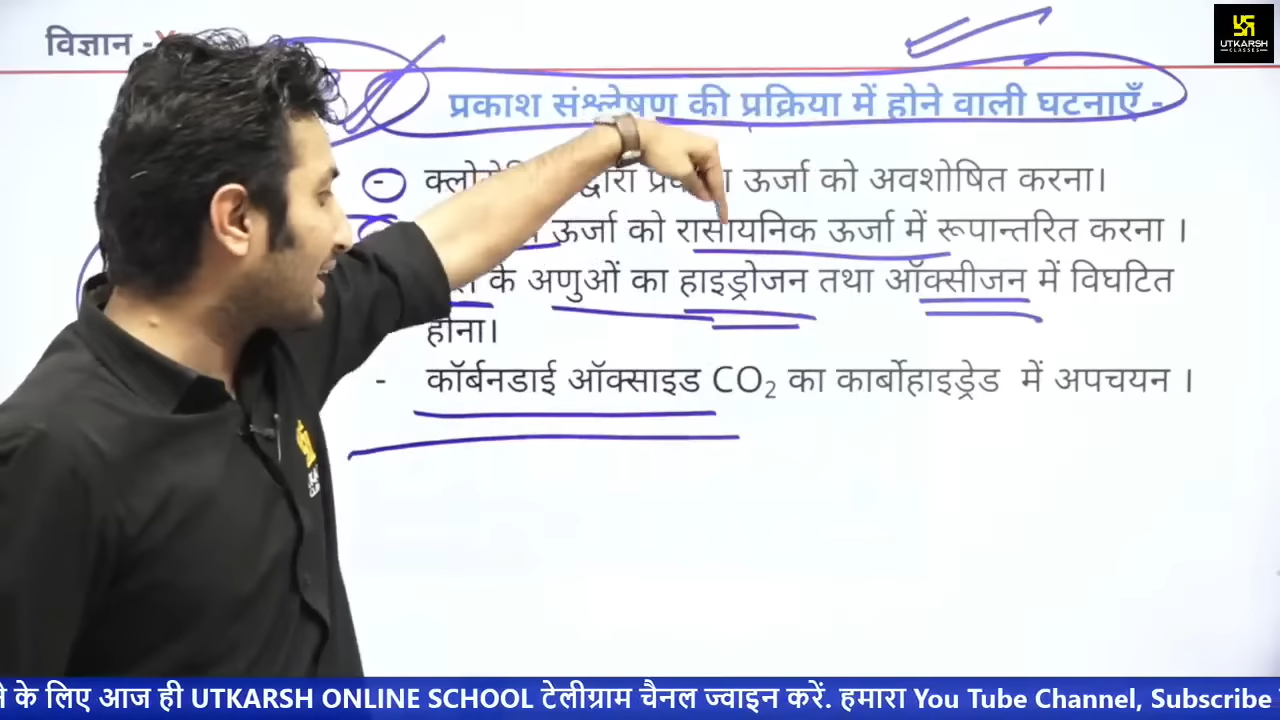 विज्ञान -
UTKARSH
CLASSES
प्रकाश संश्लेषण की प्रक्रिया में होने वाली घटनाएँ -
- द्वारा ऊर्जा को अवशोषित करना।
ऊर्जा को रासायनिक ऊर्जा में रूपान्तरित करना ।
के अणुओं का हाइड्रोजन तथा ऑक्सीजन में विघटित
होना।
- कॉर्बनडाई ऑक्साइड CO₂ का कार्बोहाइड्रेड में अपचयन ।
के लिए आज ही UTKARSH ONLINE SCHOOL टेलीग्राम चैनल ज्वाइन करें. हमारा You Tube Channel, Subscribe